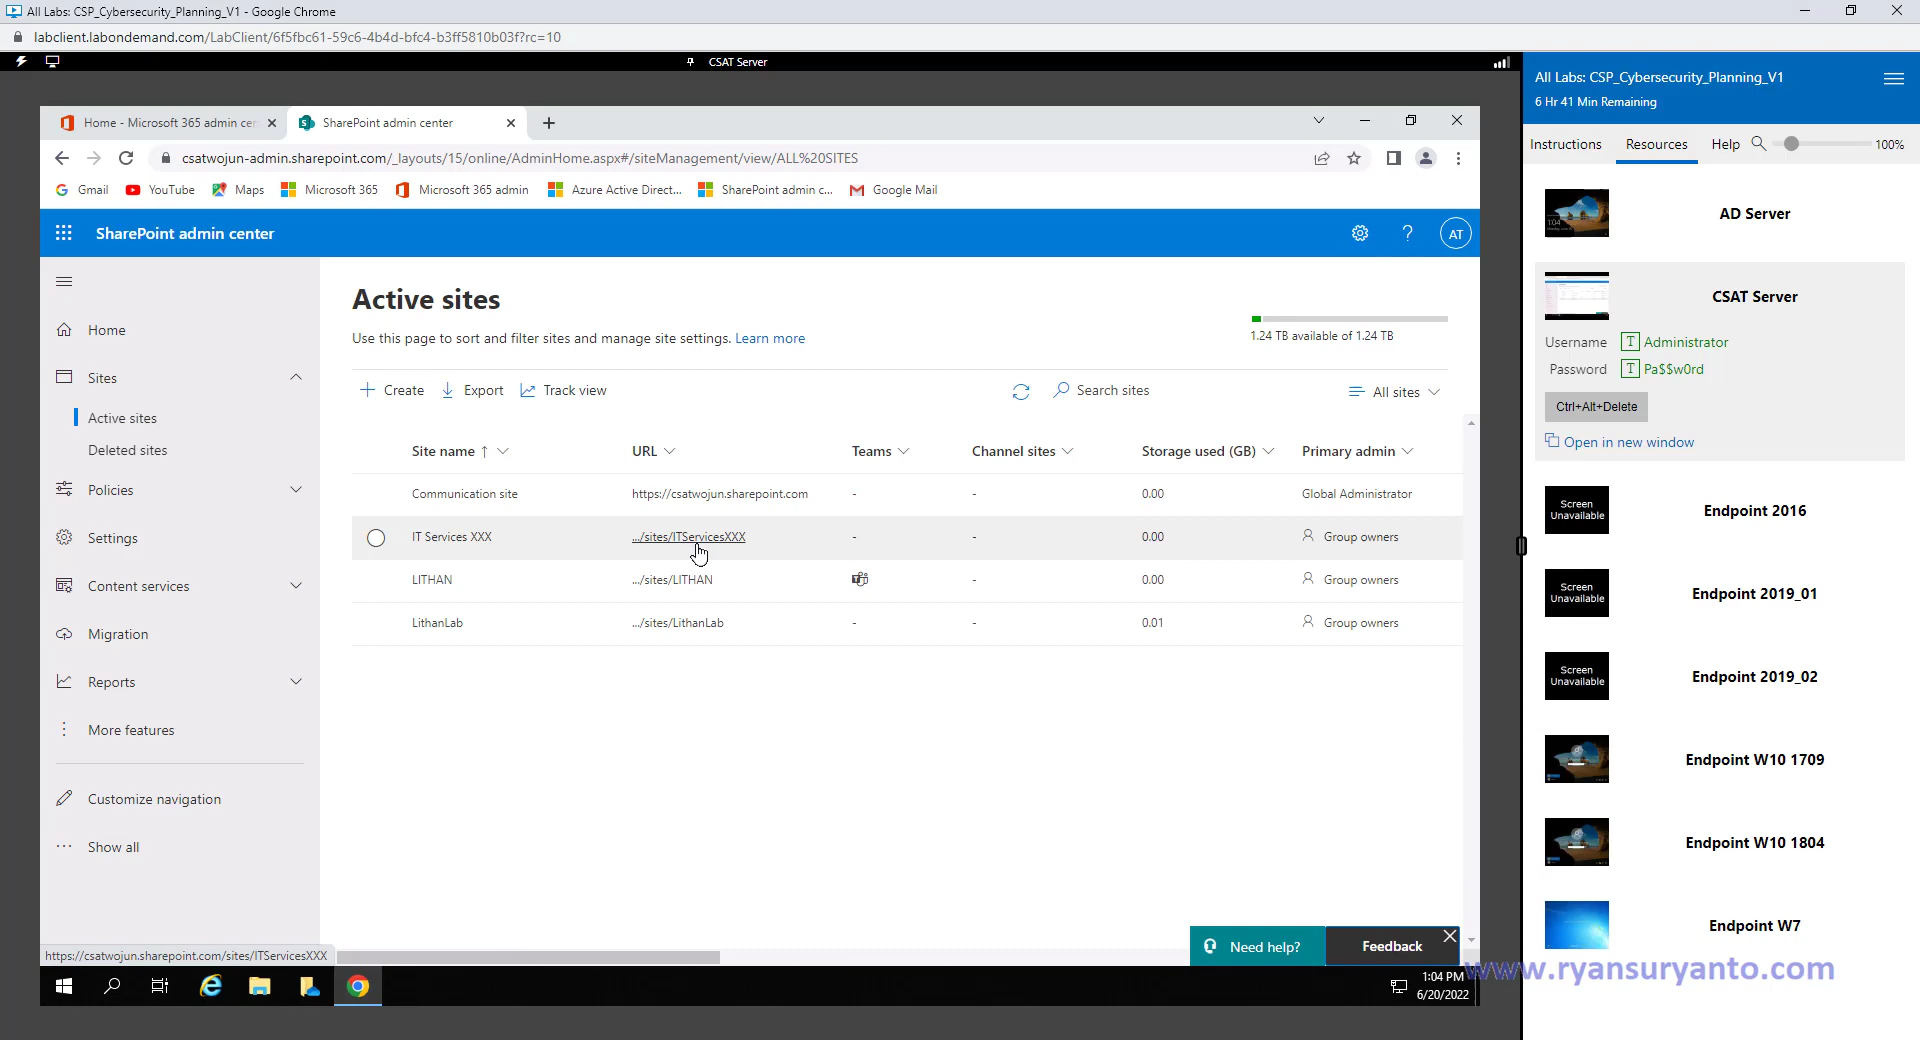 All Labs: CSP_Cybersecurity_Planning_V1 - Google Chrome
labclient.labondemand.com/LabClient/6f5fbc61-59c6-4b4d-bfc4-b3ff5810b03f?rc=10
CSAT Server
Home - Microsoft 365 admin cer
SharePoint admin center
csatwojun-admin.sharepoint.com/_layouts/15/online/AdminHome.aspx#/siteManagement/view/ALL%20SITES
Gmail YouTube Maps Microsoft 365 Microsoft 365 admin Azure Active Direct... SharePoint admin c... Google Mail
SharePoint admin center
AT
Home
Sites
Active sites
Deleted sites
Policies
Settings
Content services
Migration
Reports
More features
Customize navigation
Show all
Active sites
Use this page to sort and filter sites and manage site settings. Learn more
1.24 TB available of 1.24 TB
Create Export Track view Search sites All sites
Site name ↑ URL Teams Channel sites Storage used (GB) Primary admin
Communication site https://csatwojun.sharepoint.com - - 0.00 Global Administrator
IT Services XXX .../sites/ITServicesXXX - - 0.00 Group owners
LITHAN .../sites/LITHAN - 0.00 Group owners
LithanLab .../sites/LithanLab - - 0.01 Group owners
Need help?
Feedback
https://csatwojun.sharepoint.com/sites/ITServicesXXX
1:04 PM
6/20/2022
All Labs: CSP_Cybersecurity_Planning_V1
6 Hr 41 Min Remaining
Instructions Resources Help 100%
AD Server
CSAT Server
Username T Administrator
Password T Pa$$w0rd
Ctrl+Alt+Delete
Open in new window
Screen Unavailable
Endpoint 2016
Screen Unavailable
Endpoint 2019_01
Screen Unavailable
Endpoint 2019_02
Endpoint W10 1709
Endpoint W10 1804
Endpoint W7
www.ryansuryanto.com